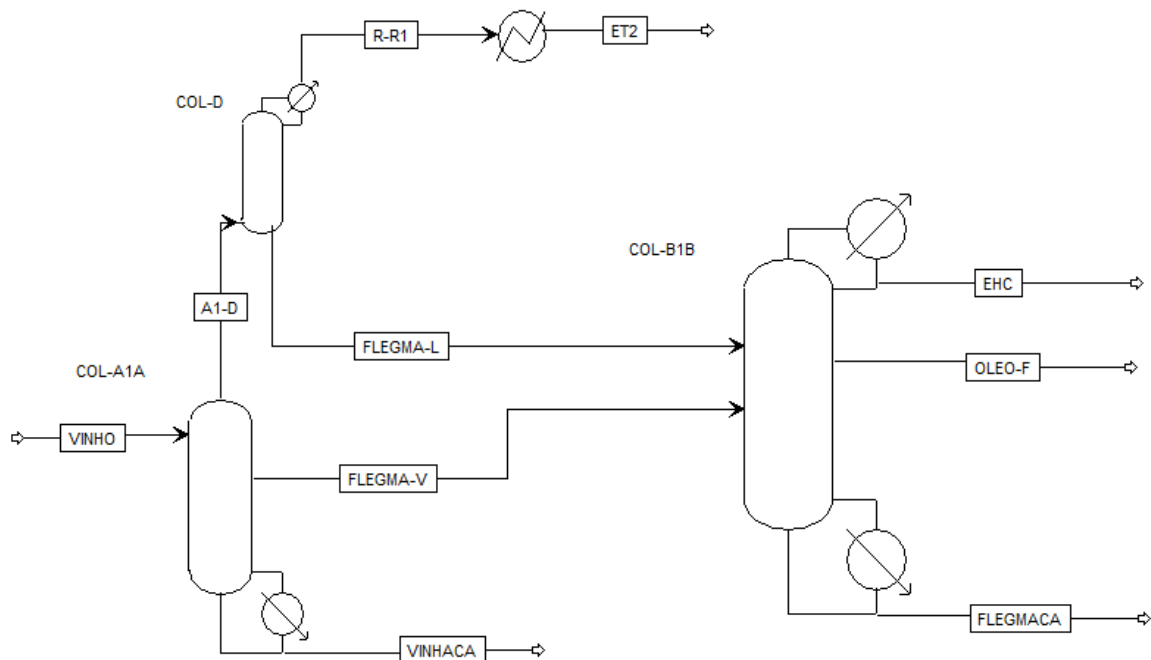 R-R1
ET2
COL-D
COL-B1B
EHC
A1-D
FLEGMA-L
OLEO-F
COL-A1A
VINHO
FLEGMA-V
FLEGMACA
VINHACA